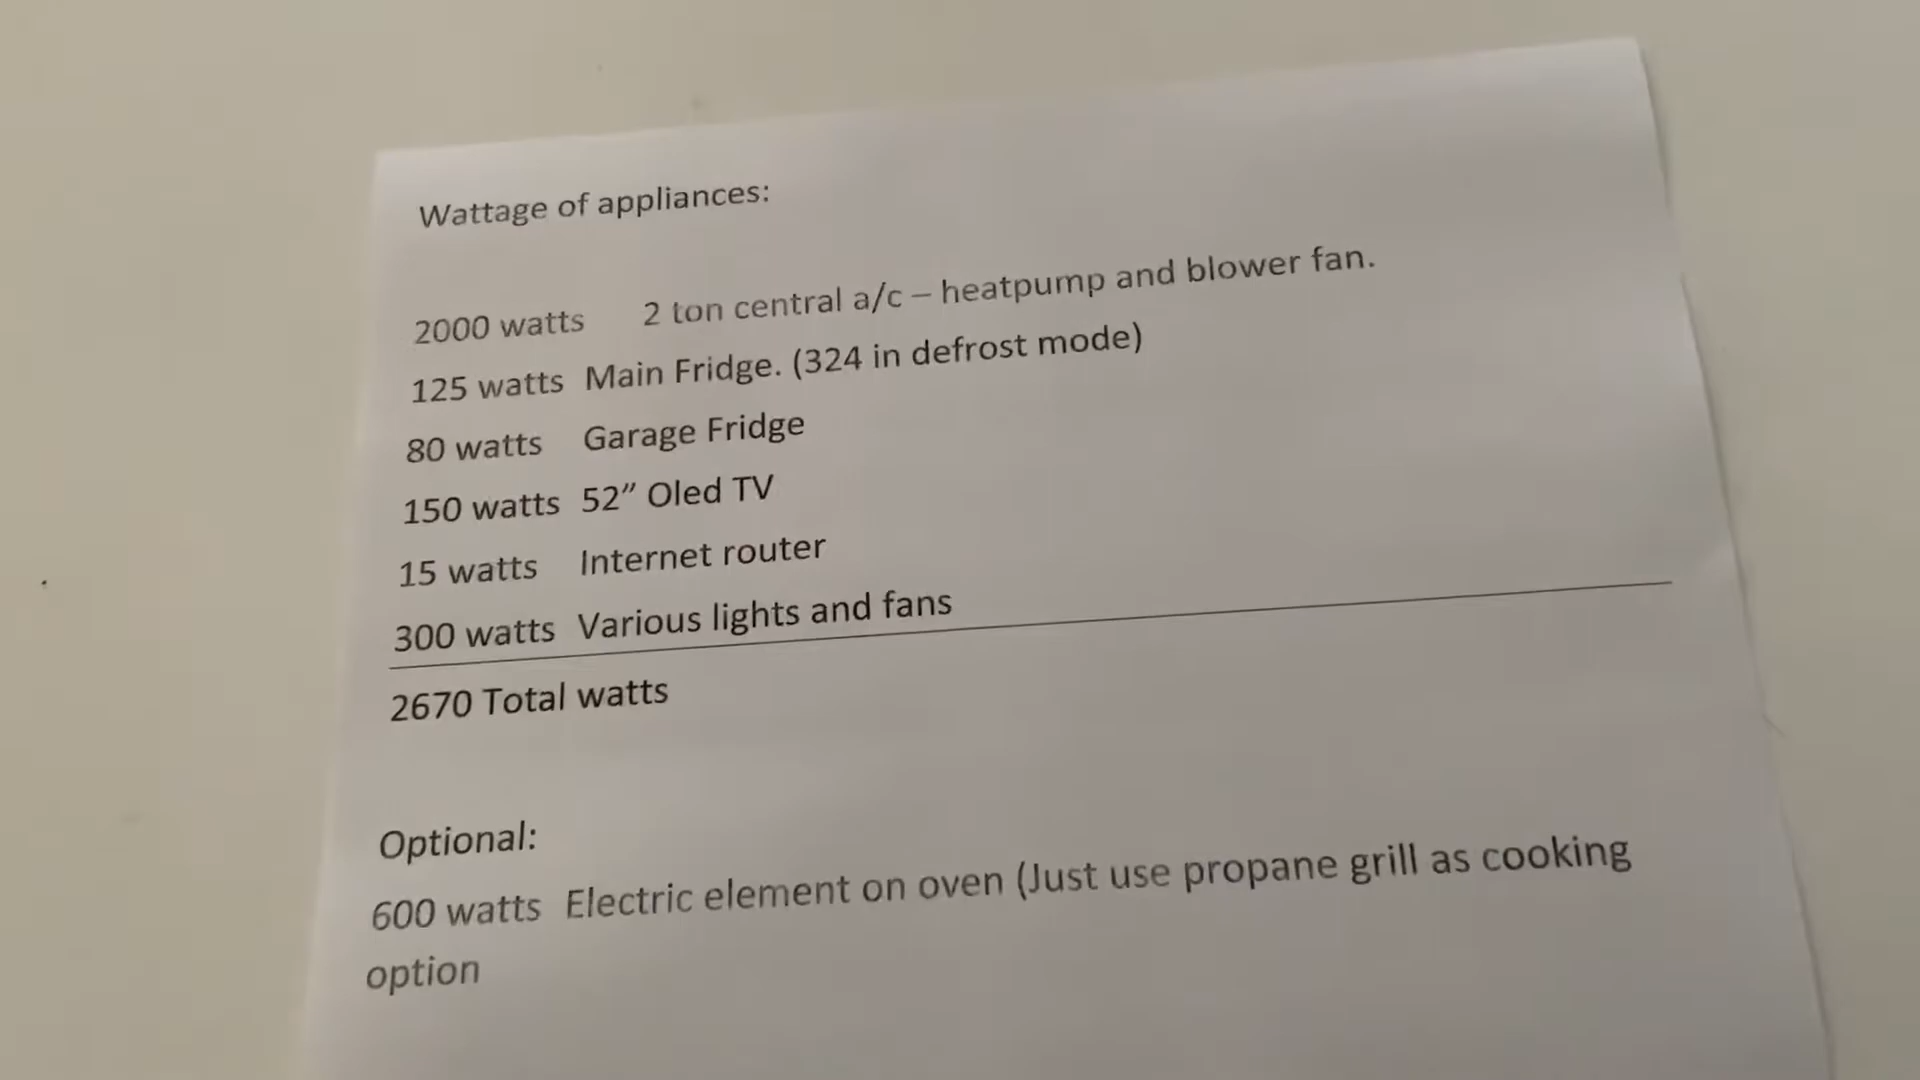 Wattage of appliances:
2000 watts 2 ton central a/c – heatpump and blower fan.
125 watts Main Fridge. (324 in defrost mode)
80 watts Garage Fridge
150 watts 52” Oled TV
15 watts Internet router
300 watts Various lights and fans
2670 Total watts
Optional:
600 watts Electric element on oven (Just use propane grill as cooking
option